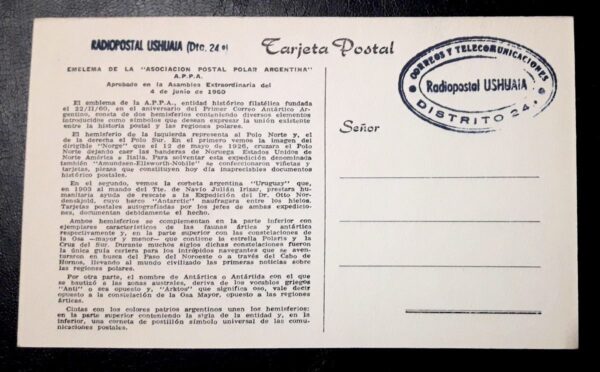 RADIOPOSTAL USHUAIA (Dto. 24º)
Tarjeta Postal
CORREOS Y TELECOMUNICACIONES
Radiopostal USHUAIA
DISTRITO 24º
EMBLEMA DE LA "ASOCIACION POSTAL POLAR ARGENTINA"
A.P.P.A.
Aprobado en la Asamblea Extraordinaria del
4 de junio de 1960
El emblema de la A.P.P.A., entidad histórico filatélica fundada
el 22/II/60, en el aniversario del Primer Correo Antártico Ar-
gentino, consta de dos hemisferios conteniendo diversos elementos
introducidos como símbolos que desean expresar la unión existente
entre la historia postal y las regiones polares.
El hemisferio de la izquierda representa al Polo Norte y, el
de la derecha el Polo Sur. En el primero vemos la imagen del
dirigible "Norge" que el 12 de mayo de 1926, cruzara el Polo
Norte dejando caer las banderas de Noruega Estados Unidos de
Norte América e Italia. Para solventar esta expedición denominada
también "Amundsen-Ellsworth-Nobile" se confeccionaron viñetas y
tarjetas, piezas que constituyen hoy día inapreciables documentos
histórico postales.
En el segundo, vemos la corbeta argentina "Uruguay" que,
en 1903 al mando del Tte. de Navío Julián Irízar, prestara hu-
manitaria ayuda de rescate a la Expedición del Dr. Otto Nor-
denskjold, cuyo barco "Antarctic" naufragara entre los hielos.
Tarjetas postales autografiadas por los jefes de ambas expedicio-
nes, documentan debidamente el hecho.
Ambos hemisferios se complementan en la parte inferior con
ejemplares característicos de las faunas ártica y antártica
respectivamente y, en la parte superior con las constelaciones de
la Osa —mayor y menor— que contiene la estrella Polaris y la
Cruz del Sur. Durante muchos siglos dichas constelaciones fueron
la única guía certera para los intrépidos navegantes que se aven-
turaron en busca del Paso del Noroeste o a través del Cabo de
Hornos, llevando al mundo civilizado las primeras noticias sobre
las regiones polares.
Por otra parte, el nombre de Antártico o Antártida con el que
se bautizó a las zonas australes, deriva de los vocablos griegos
"Anti" o sea opuesto y, "Arktos" que significa oso, vale decir
opuesto a la constelación de la Osa Mayor, opuesto a las regiones
árticas.
Cintas con los colores patrios argentinos unen los hemisferios:
en la parte superior conteniendo la sigla de la entidad y, en la
inferior, una corneta de postillón símbolo universal de las comu-
nicaciones postales.
Señor